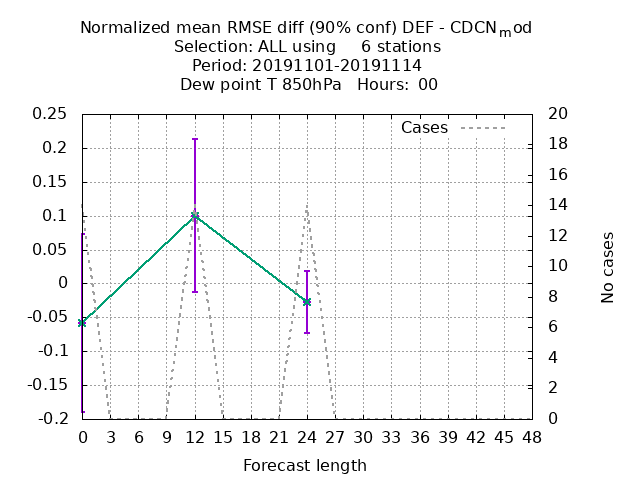 Normalized mean RMSE diff (90% conf) DEF - CDCNmod
Selection: ALL using 6 stations
Period: 20191101-20191114
Dew point T 850hPa Hours: 00
Cases
0.25
0.2
0.15
0.1
0.05
0
-0.05
-0.1
-0.15
-0.2
20
18
16
14
12
10
8
6
4
2
0
No cases
0 3 6 9 12 15 18 21 24 27 30 33 36 39 42 45 48
Forecast length